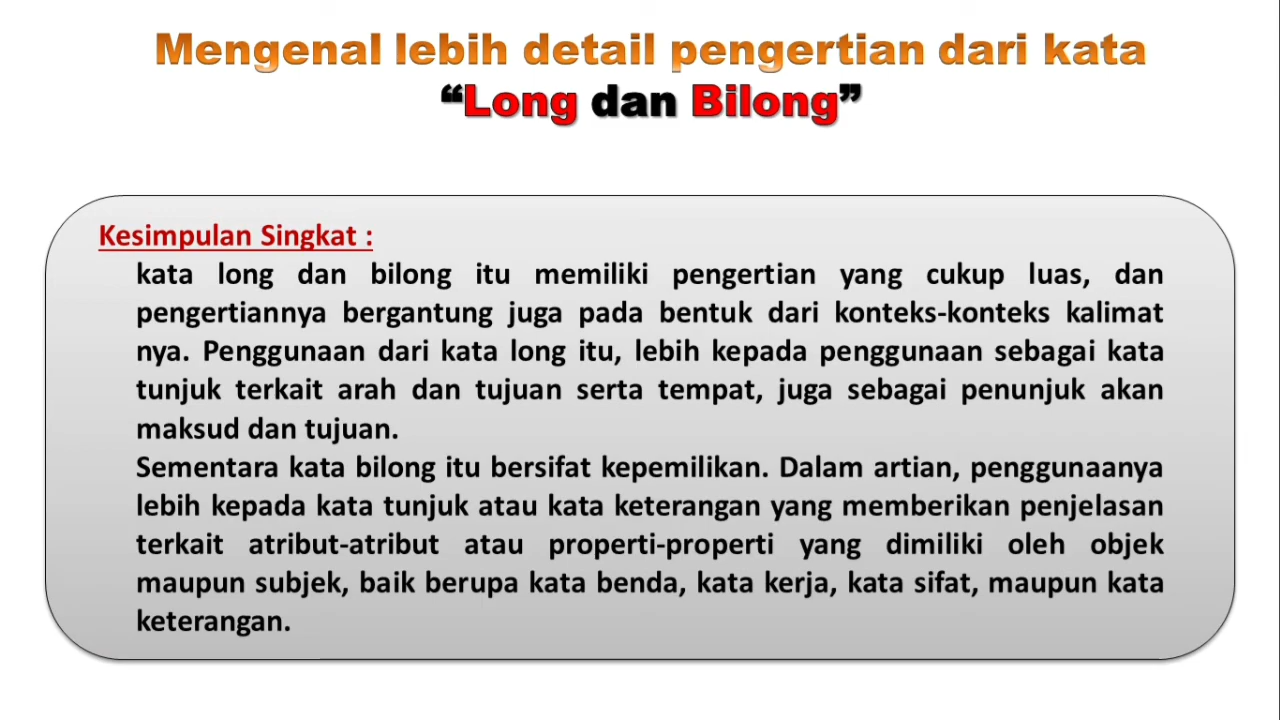 Mengenal lebih detail pengertian dari kata
“Long dan Bilong”
Kesimpulan Singkat :
kata long dan bilong itu memiliki pengertian yang cukup luas, dan
pengertiannya bergantung juga pada bentuk dari konteks-konteks kalimat
nya. Penggunaan dari kata long itu, lebih kepada penggunaan sebagai kata
tunjuk terkait arah dan tujuan serta tempat, juga sebagai penunjuk akan
maksud dan tujuan.
Sementara kata bilong itu bersifat kepemilikan. Dalam artian, penggunaanya
lebih kepada kata tunjuk atau kata keterangan yang memberikan penjelasan
terkait atribut-atribut atau properti-properti yang dimiliki oleh objek
maupun subjek, baik berupa kata benda, kata kerja, kata sifat, maupun kata
keterangan.